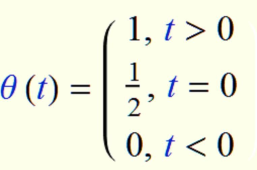 θ (t) = ( 1, t > 0
1/2, t = 0
0, t < 0